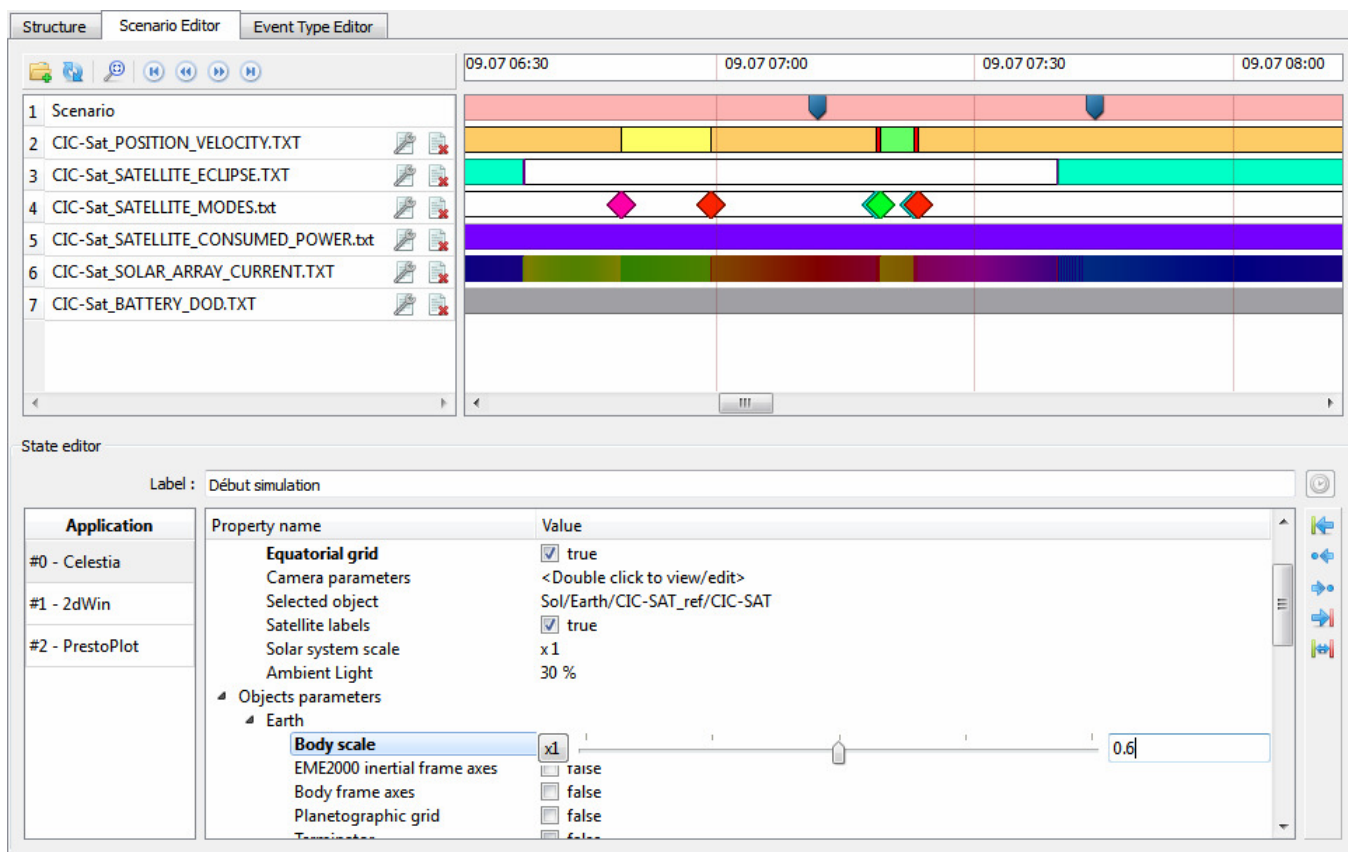 Structure Scenario Editor Event Type Editor
09.07 06:30 09.07 07:00 09.07 07:30 09.07 08:00
1 Scenario
2 CIC-Sat_POSITION_VELOCITY.TXT
3 CIC-Sat_SATELLITE_ECLIPSE.TXT
4 CIC-Sat_SATELLITE_MODES.txt
5 CIC-Sat_SATELLITE_CONSUMED_POWER.txt
6 CIC-Sat_SOLAR_ARRAY_CURRENT.TXT
7 CIC-Sat_BATTERY_DOD.TXT
State editor
Label : Début simulation
Application
#0 - Celestia
#1 - 2dWin
#2 - PrestoPlot
Property name Value
Equatorial grid true
Camera parameters <Double click to view/edit>
Selected object Sol/Earth/CIC-SAT_ref/CIC-SAT
Satellite labels true
Solar system scale x 1
Ambient Light 30 %
Objects parameters
Earth
Body scale x1 0.6
EME2000 inertial frame axes false
Body frame axes false
Planetographic grid false
Terminator false